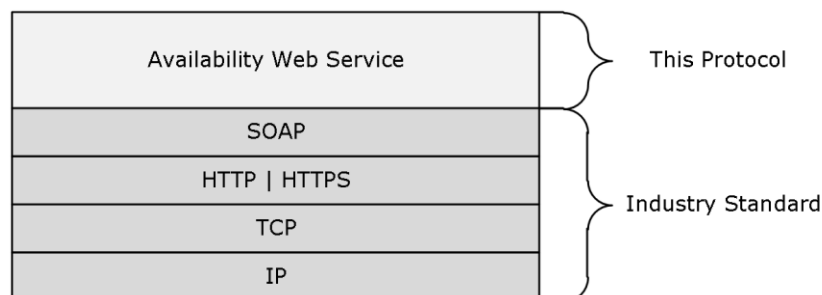 Availability Web Service
This Protocol
SOAP
HTTP | HTTPS
TCP
Industry Standard
IP